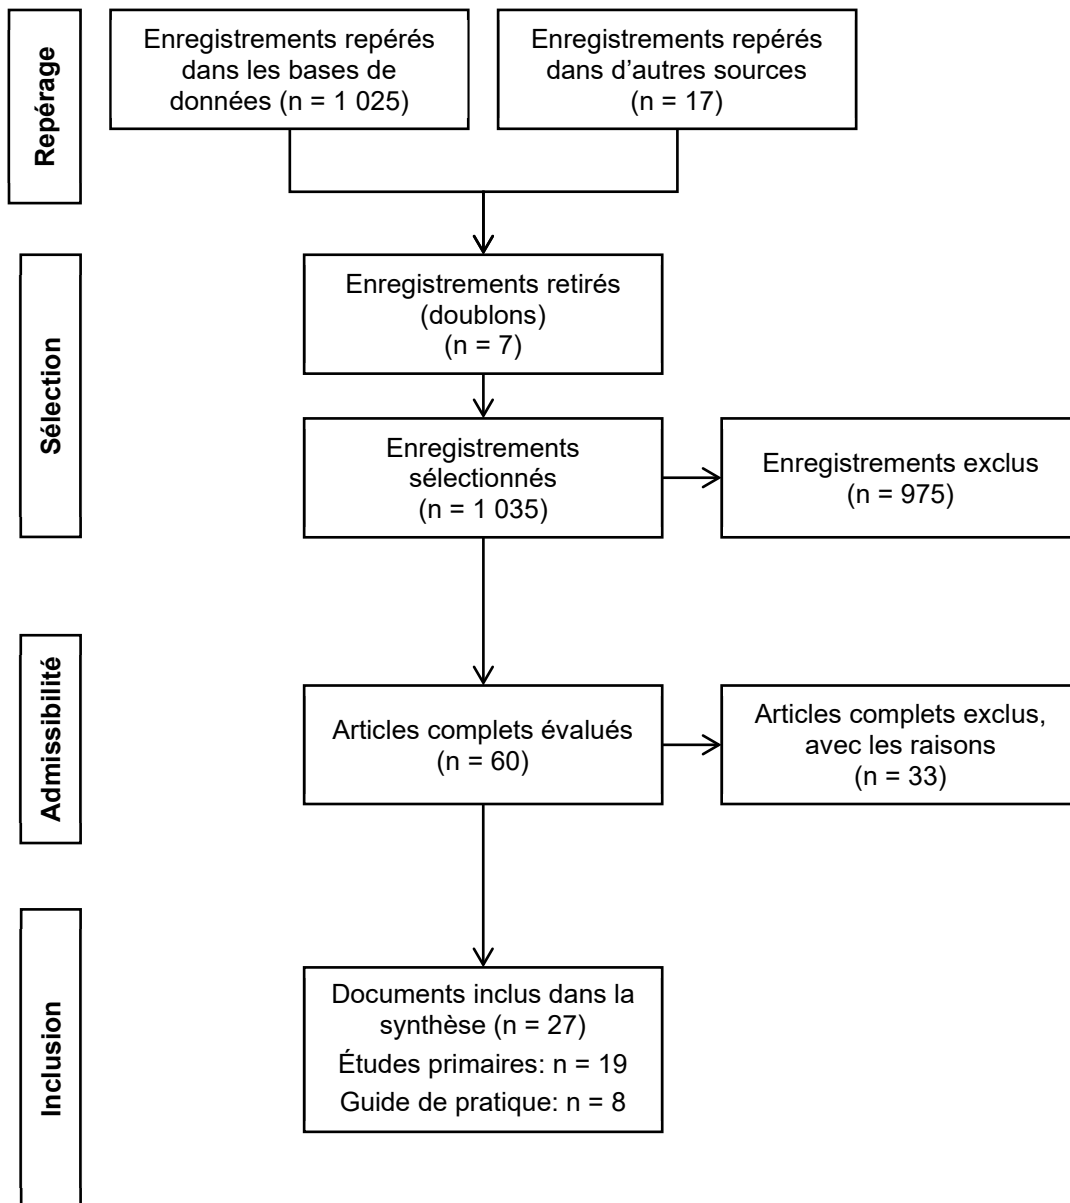 Repérage
Enregistrements repérés
dans les bases de
données (n = 1 025)
Enregistrements repérés
dans d’autres sources
(n = 17)
Sélection
Enregistrements retirés
(doublons)
(n = 7)
Enregistrements
sélectionnés
(n = 1 035)
Enregistrements exclus
(n = 975)
Admissibilité
Articles complets évalués
(n = 60)
Articles complets exclus,
avec les raisons
(n = 33)
Inclusion
Documents inclus dans la
synthèse (n = 27)
Études primaires: n = 19
Guide de pratique: n = 8